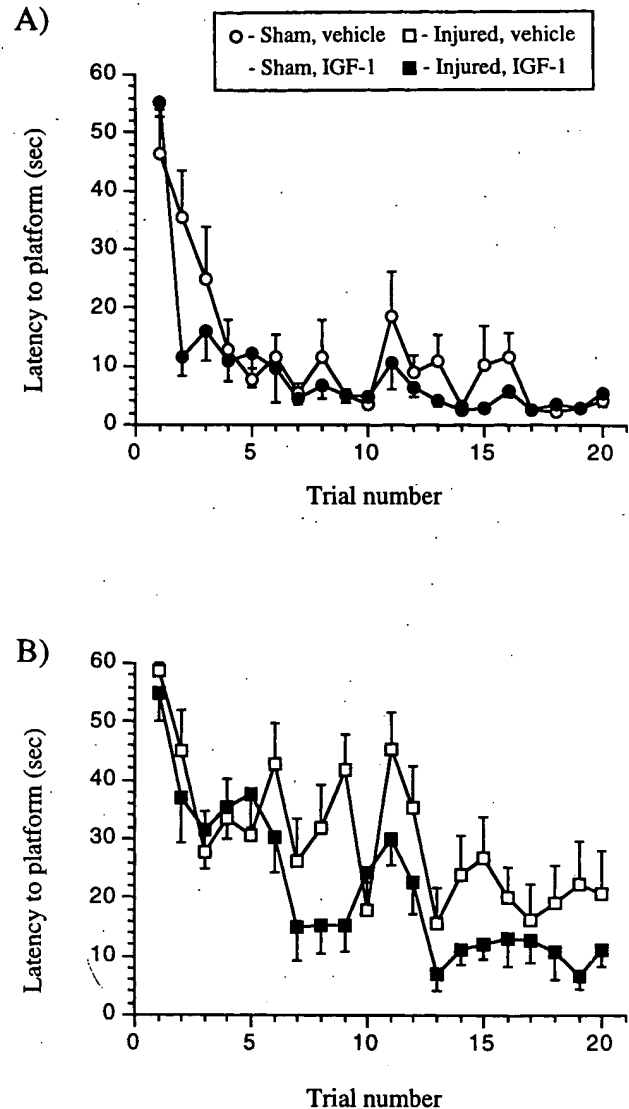 A)
○ - Sham, vehicle □ - Injured, vehicle
- Sham, IGF-1 ■ - Injured, IGF-1
60
50
40
30
20
10
0
Latency to platform (sec)
0 5 10 15 20
Trial number
B)
60
50
40
30
20
10
0
Latency to platform (sec)
0 5 10 15 20
Trial number